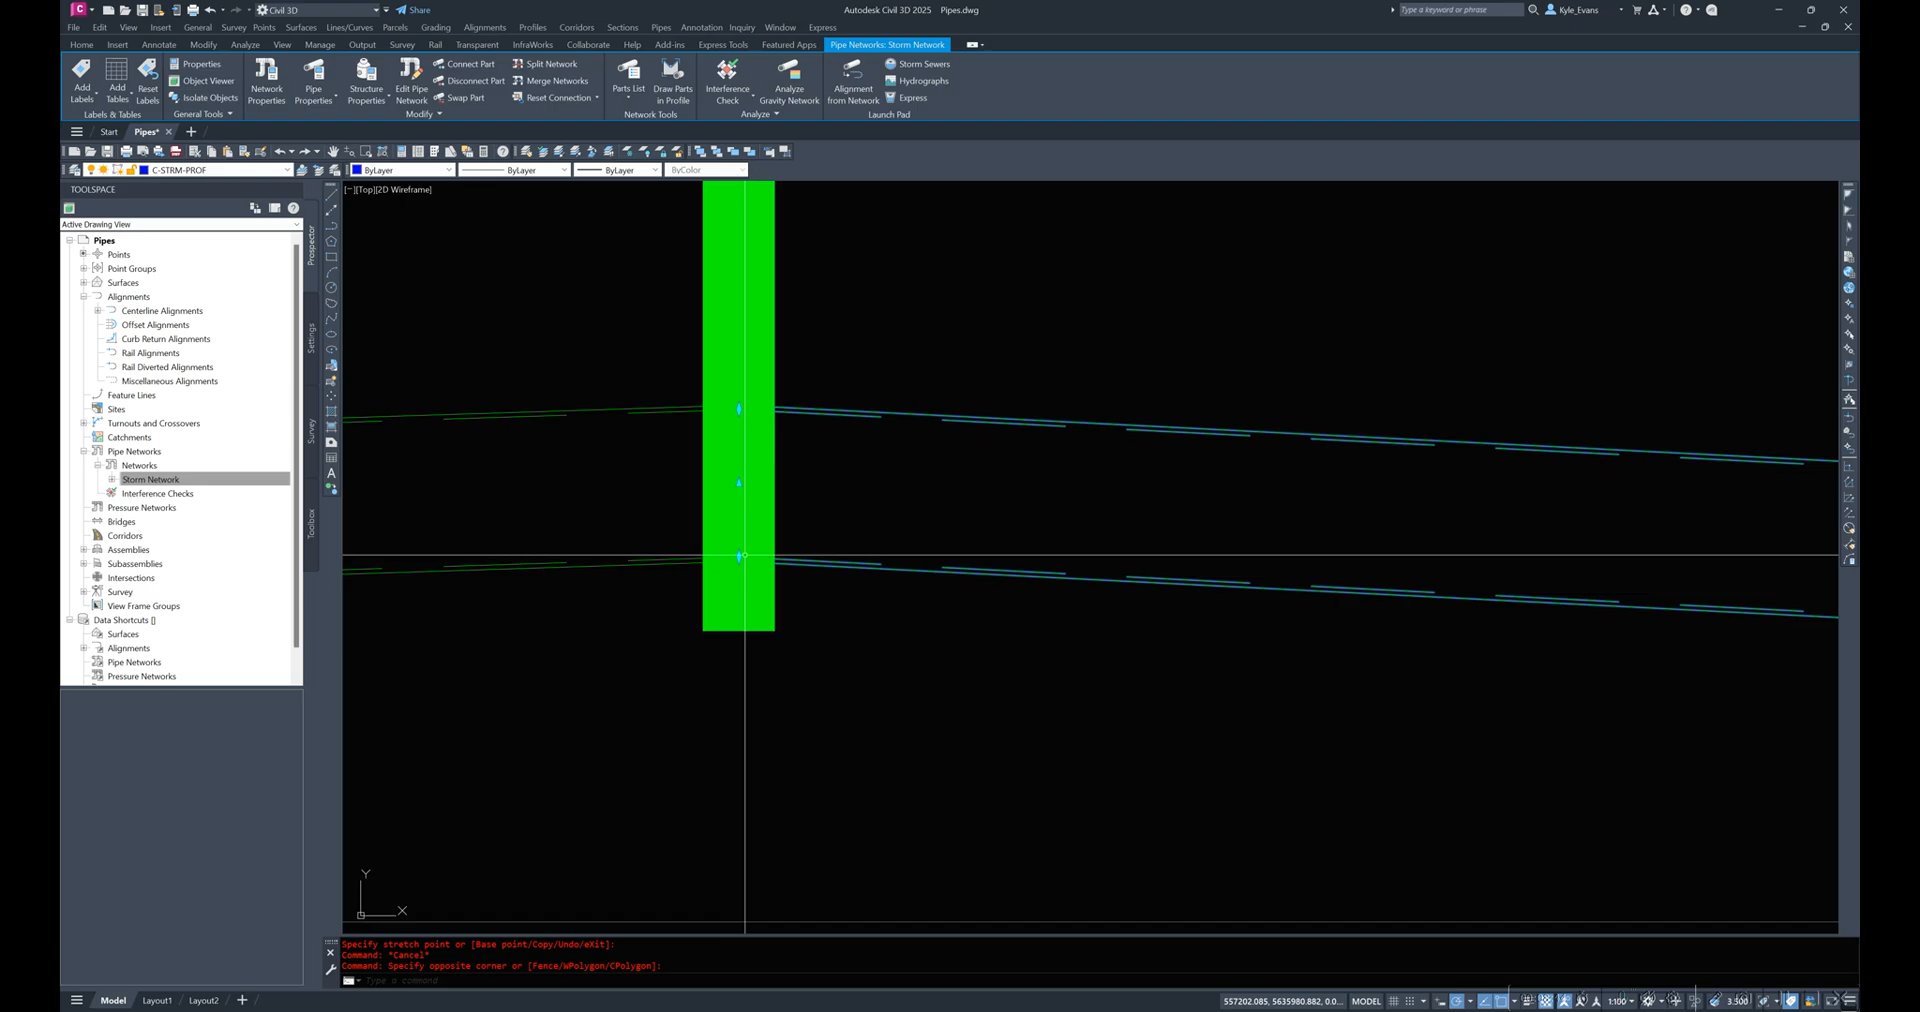 Civil 3D
Share
Autodesk Civil 3D 2025 Pipes.dwg
Type a keyword or phrase
Kyle_Evans
File Edit View Insert General Survey Points Surfaces Lines/Curves Parcels Grading Alignments Profiles Corridors Sections Pipes Annotation Inquiry Window Express
Home Insert Annotate Modify Analyze View Manage Output Survey Rail Transparent InfraWorks Collaborate Help Add-ins Express Tools Featured Apps Pipe Networks: Storm Network
Add Labels
Add Tables
Reset Labels
Properties
Object Viewer
Isolate Objects
Network Properties
Pipe Properties
Structure Properties
Edit Pipe Network
Connect Part
Disconnect Part
Swap Part
Split Network
Merge Networks
Reset Connection
Parts List
Draw Parts in Profile
Interference Check
Analyze Gravity Network
Alignment from Network
Storm Sewers
Hydrographs
Express
Labels & Tables General Tools Modify Network Tools Analyze Launch Pad
Start Pipes*
C-STRM-PROF ByLayer ByLayer ByLayer ByColor
TOOLSPACE
[−][Top][2D Wireframe]
Active Drawing View
Prospector
Settings
Survey
Toolbox
Pipes
Points
Point Groups
Surfaces
Alignments
Centerline Alignments
Offset Alignments
Curb Return Alignments
Rail Alignments
Rail Diverted Alignments
Miscellaneous Alignments
Feature Lines
Sites
Turnouts and Crossovers
Catchments
Pipe Networks
Networks
Storm Network
Interference Checks
Pressure Networks
Bridges
Corridors
Assemblies
Subassemblies
Intersections
Survey
View Frame Groups
Data Shortcuts []
Surfaces
Alignments
Pipe Networks
Pressure Networks
Y
X
Specify stretch point or [Base point/Copy/Undo/eXit]:
Command: *Cancel*
Command: Specify opposite corner or [Fence/WPolygon/CPolygon]:
Type a command
Model Layout1 Layout2
557202.085, 5635980.882, 0.0... MODEL 1:100 3.500